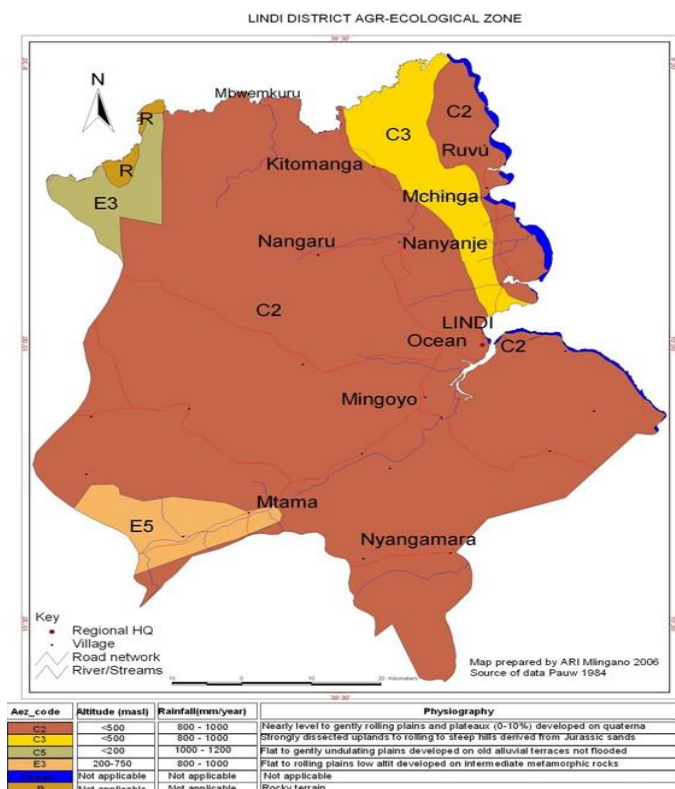 LINDI DISTRICT AGR-ECOLOGICAL ZONE
N
Mbwemkuru
R
C3
C2
Ruvu
R
Kitomanga
E3
Mchinga
Nangaru
Nanyanje
C2
LINDI
Ocean
C2
Mingoyo
E5
Mtama
Nyangamara
Key
Regional HQ
Village
Road network
River/Streams
10 0 10 20 Kilometers
Map prepared by ARI Mlingano 2006
Source of data Pauw 1984
Aez_code Altitude (masl) Rainfall(mm/year) Physiography
C2 <500 800 - 1000 Nearly level to gently rolling plains and plateaux (0-10%) developed on quaterna
C3 <500 800 - 1000 Strongly dissected uplands to rolling to steep hills derived from Jurassic sands
C5 <200 1000 - 1200 Flat to gently undulating plains developed on old alluvial terraces not flooded
E3 200-750 800 - 1000 Flat to rolling plains low altit developed on intermediate metamorphic rocks
Ocean Not applicable Not applicable Not applicable
R Not applicable Not applicable Rocky terrain